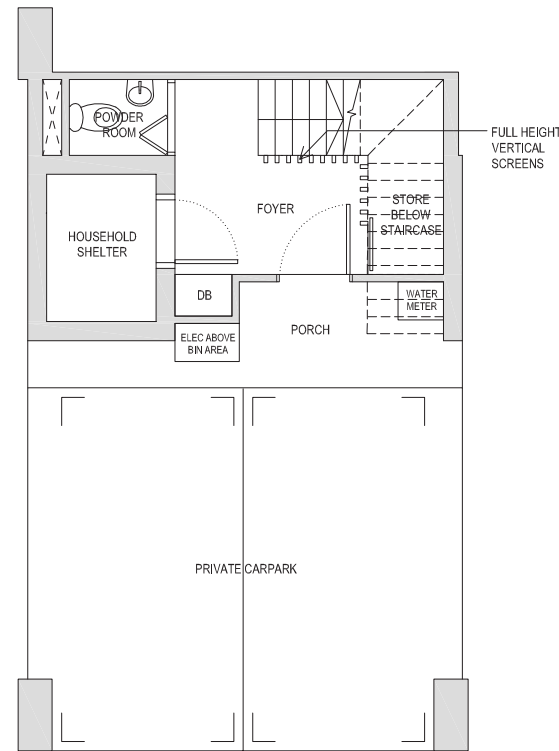 POWDER
ROOM
FULL HEIGHT
VERTICAL
SCREENS
FOYER
STORE
BELOW
STAIRCASE
HOUSEHOLD
SHELTER
DB
WATER
METER
PORCH
ELEC ABOVE
BIN AREA
PRIVATE CARPARK